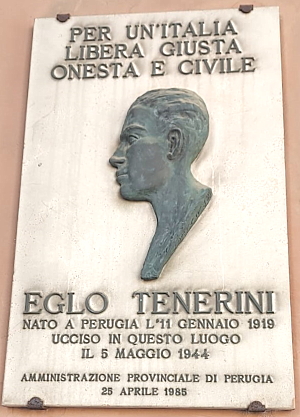 PER UN'ITALIA
LIBERA GIUSTA
ONESTA E CIVILE
EGLO TENERINI
NATO A PERUGIA L'11 GENNAIO 1919
UCCISO IN QUESTO LUOGO
IL 5 MAGGIO 1944
AMMINISTRAZIONE PROVINCIALE DI PERUGIA
25 APRILE 1985